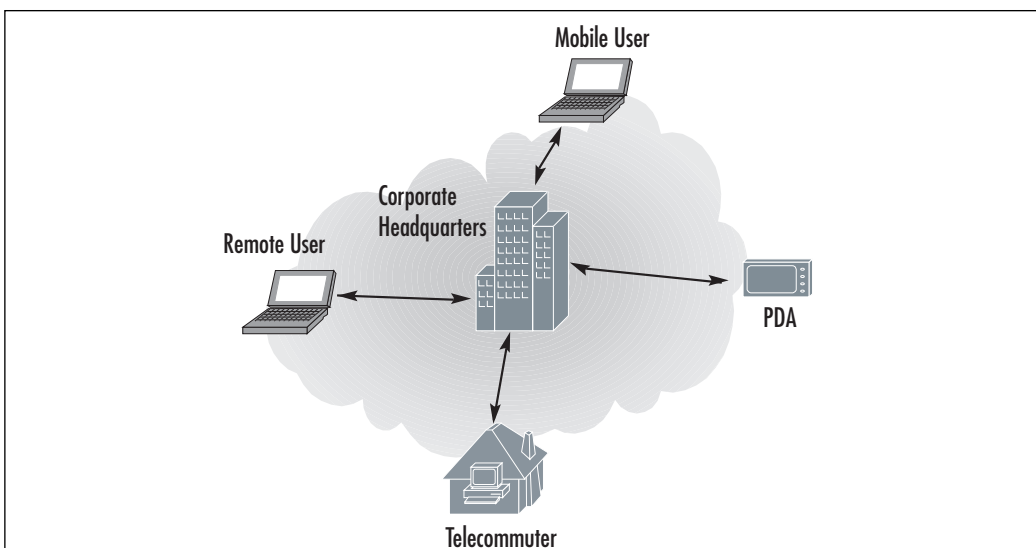 Mobile User
Corporate
Headquarters
Remote User
PDA
Telecommuter